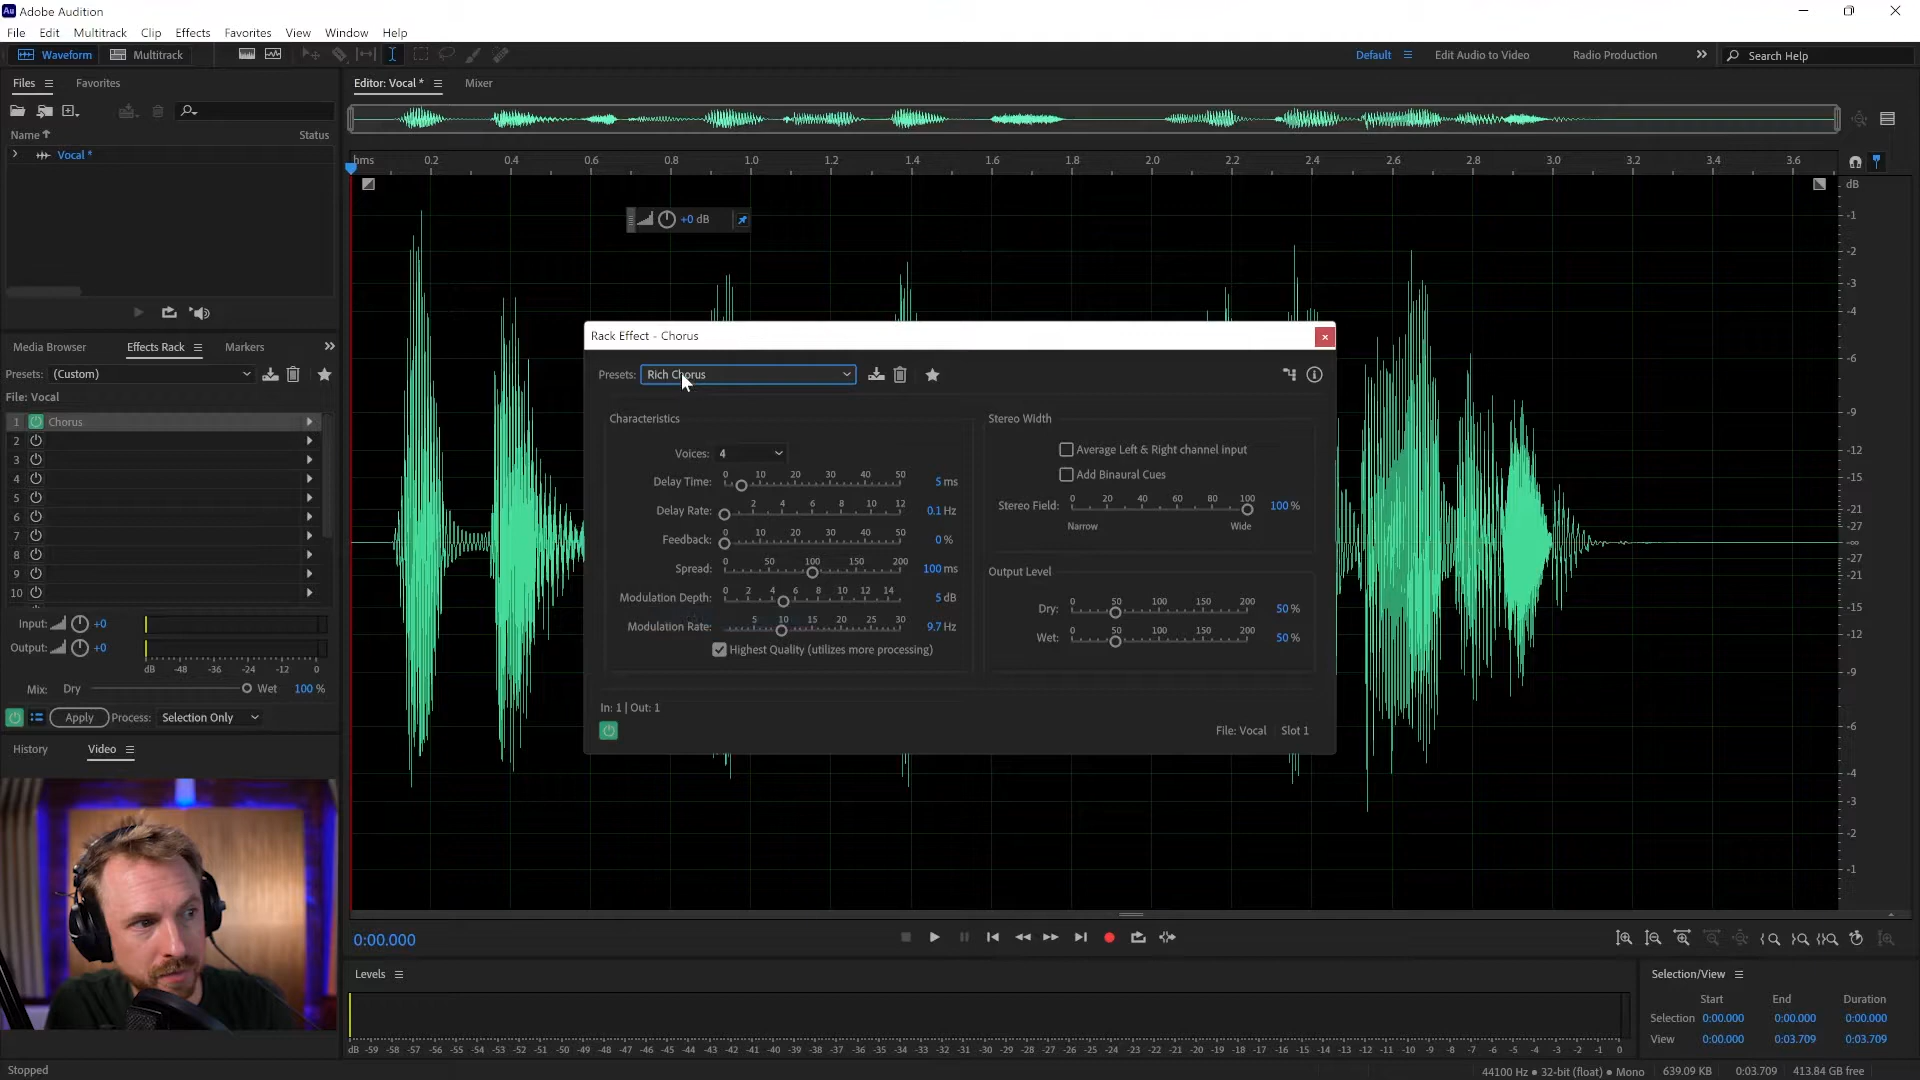 Au Adobe Audition
File Edit Multitrack Clip Effects Favorites View Window Help
Waveform Multitrack Default Edit Audio to Video Radio Production Search Help
Files Favorites
Editor: Vocal * Mixer
Name Status
Vocal *
hms 0.2 0.4 0.6 0.8 1.0 1.2 1.4 1.6 1.8 2.0 2.2 2.4 2.6 2.8 3.0 3.2 3.4 3.6
dB
-1
-2
-3
-4
-6
-9
-12
-15
-21
-27
-∞
-27
-21
-15
-12
-9
-6
-4
-3
-2
-1
+0 dB
Media Browser Effects Rack Markers
Presets: (Custom)
File: Vocal
1 Chorus
2
3
4
5
6
7
8
9
10
Input: +0
Output: +0
dB -48 -36 -24 -12 0
Mix: Dry Wet 100 %
Apply Process: Selection Only
History Video
Rack Effect - Chorus
Presets: Rich Chorus
Characteristics
Voices: 4
0 10 20 30 40 50
Delay Time: 5 ms
2 4 6 8 10 12
Delay Rate: 0.1 Hz
0 10 20 30 40 50
Feedback: 0 %
0 50 100 150 200
Spread: 100 ms
0 2 4 6 8 10 12 14
Modulation Depth: 5 dB
5 10 15 20 25 30
Modulation Rate: 9.7 Hz
Highest Quality (utilizes more processing)
Stereo Width
Average Left & Right channel input
Add Binaural Cues
0 20 40 60 80 100
Stereo Field: 100 %
Narrow Wide
Output Level
0 50 100 150 200
Dry: 50 %
0 50 100 150 200
Wet: 50 %
In: 1 | Out: 1
File: Vocal Slot 1
0:00.000
Levels
dB -59 -58 -57 -56 -55 -54 -53 -52 -51 -50 -49 -48 -47 -46 -45 -44 -43 -42 -41 -40 -39 -38 -37 -36 -35 -34 -33 -32 -31 -30 -29 -28 -27 -26 -25 -24 -23 -22 -21 -20 -19 -18 -17 -16 -15 -14 -13 -12 -11 -10 -9 -8 -7 -6 -5 -4 -3 -2 -1 0
Selection/View
Start End Duration
Selection 0:00.000 0:00.000 0:00.000
View 0:00.000 0:03.709 0:03.709
Stopped
44100 Hz ● 32-bit (float) ● Mono 639.09 KB 0:03.709 413.84 GB free